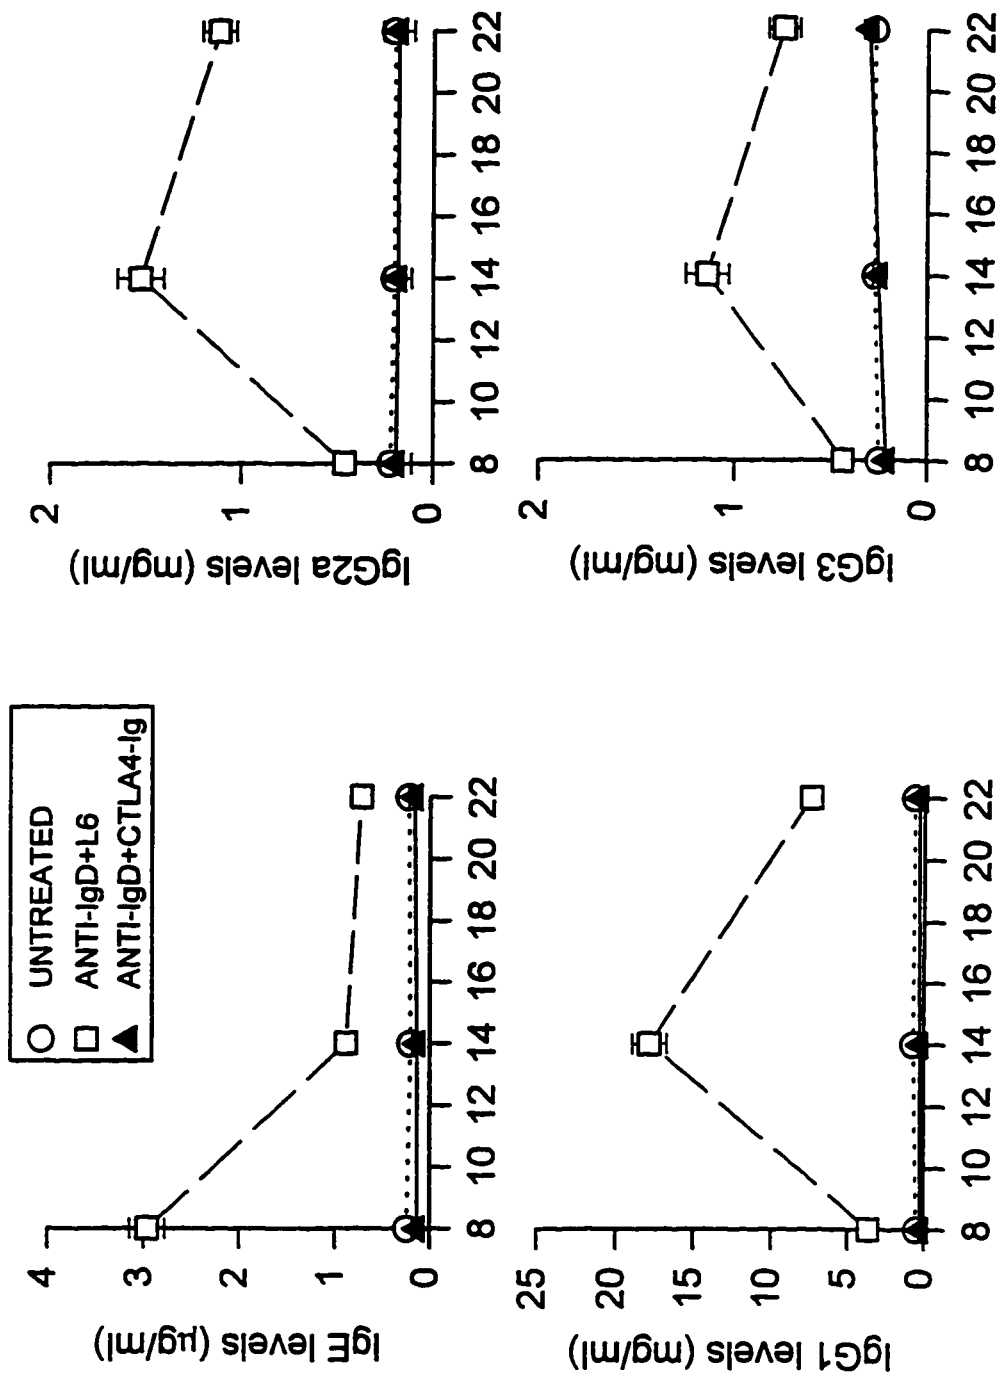 UNTREATED
ANTI-IgD+L6
ANTI-IgD+CTLA4-Ig
IgE levels (µg/ml)
4
3
2
1
0
8 10 12 14 16 18 20 22
IgG2a levels (mg/ml)
2
1
0
8 10 12 14 16 18 20 22
IgG1 levels (mg/ml)
25
20
15
10
5
0
8 10 12 14 16 18 20 22
IgG3 levels (mg/ml)
2
1
0
8 10 12 14 16 18 20 22